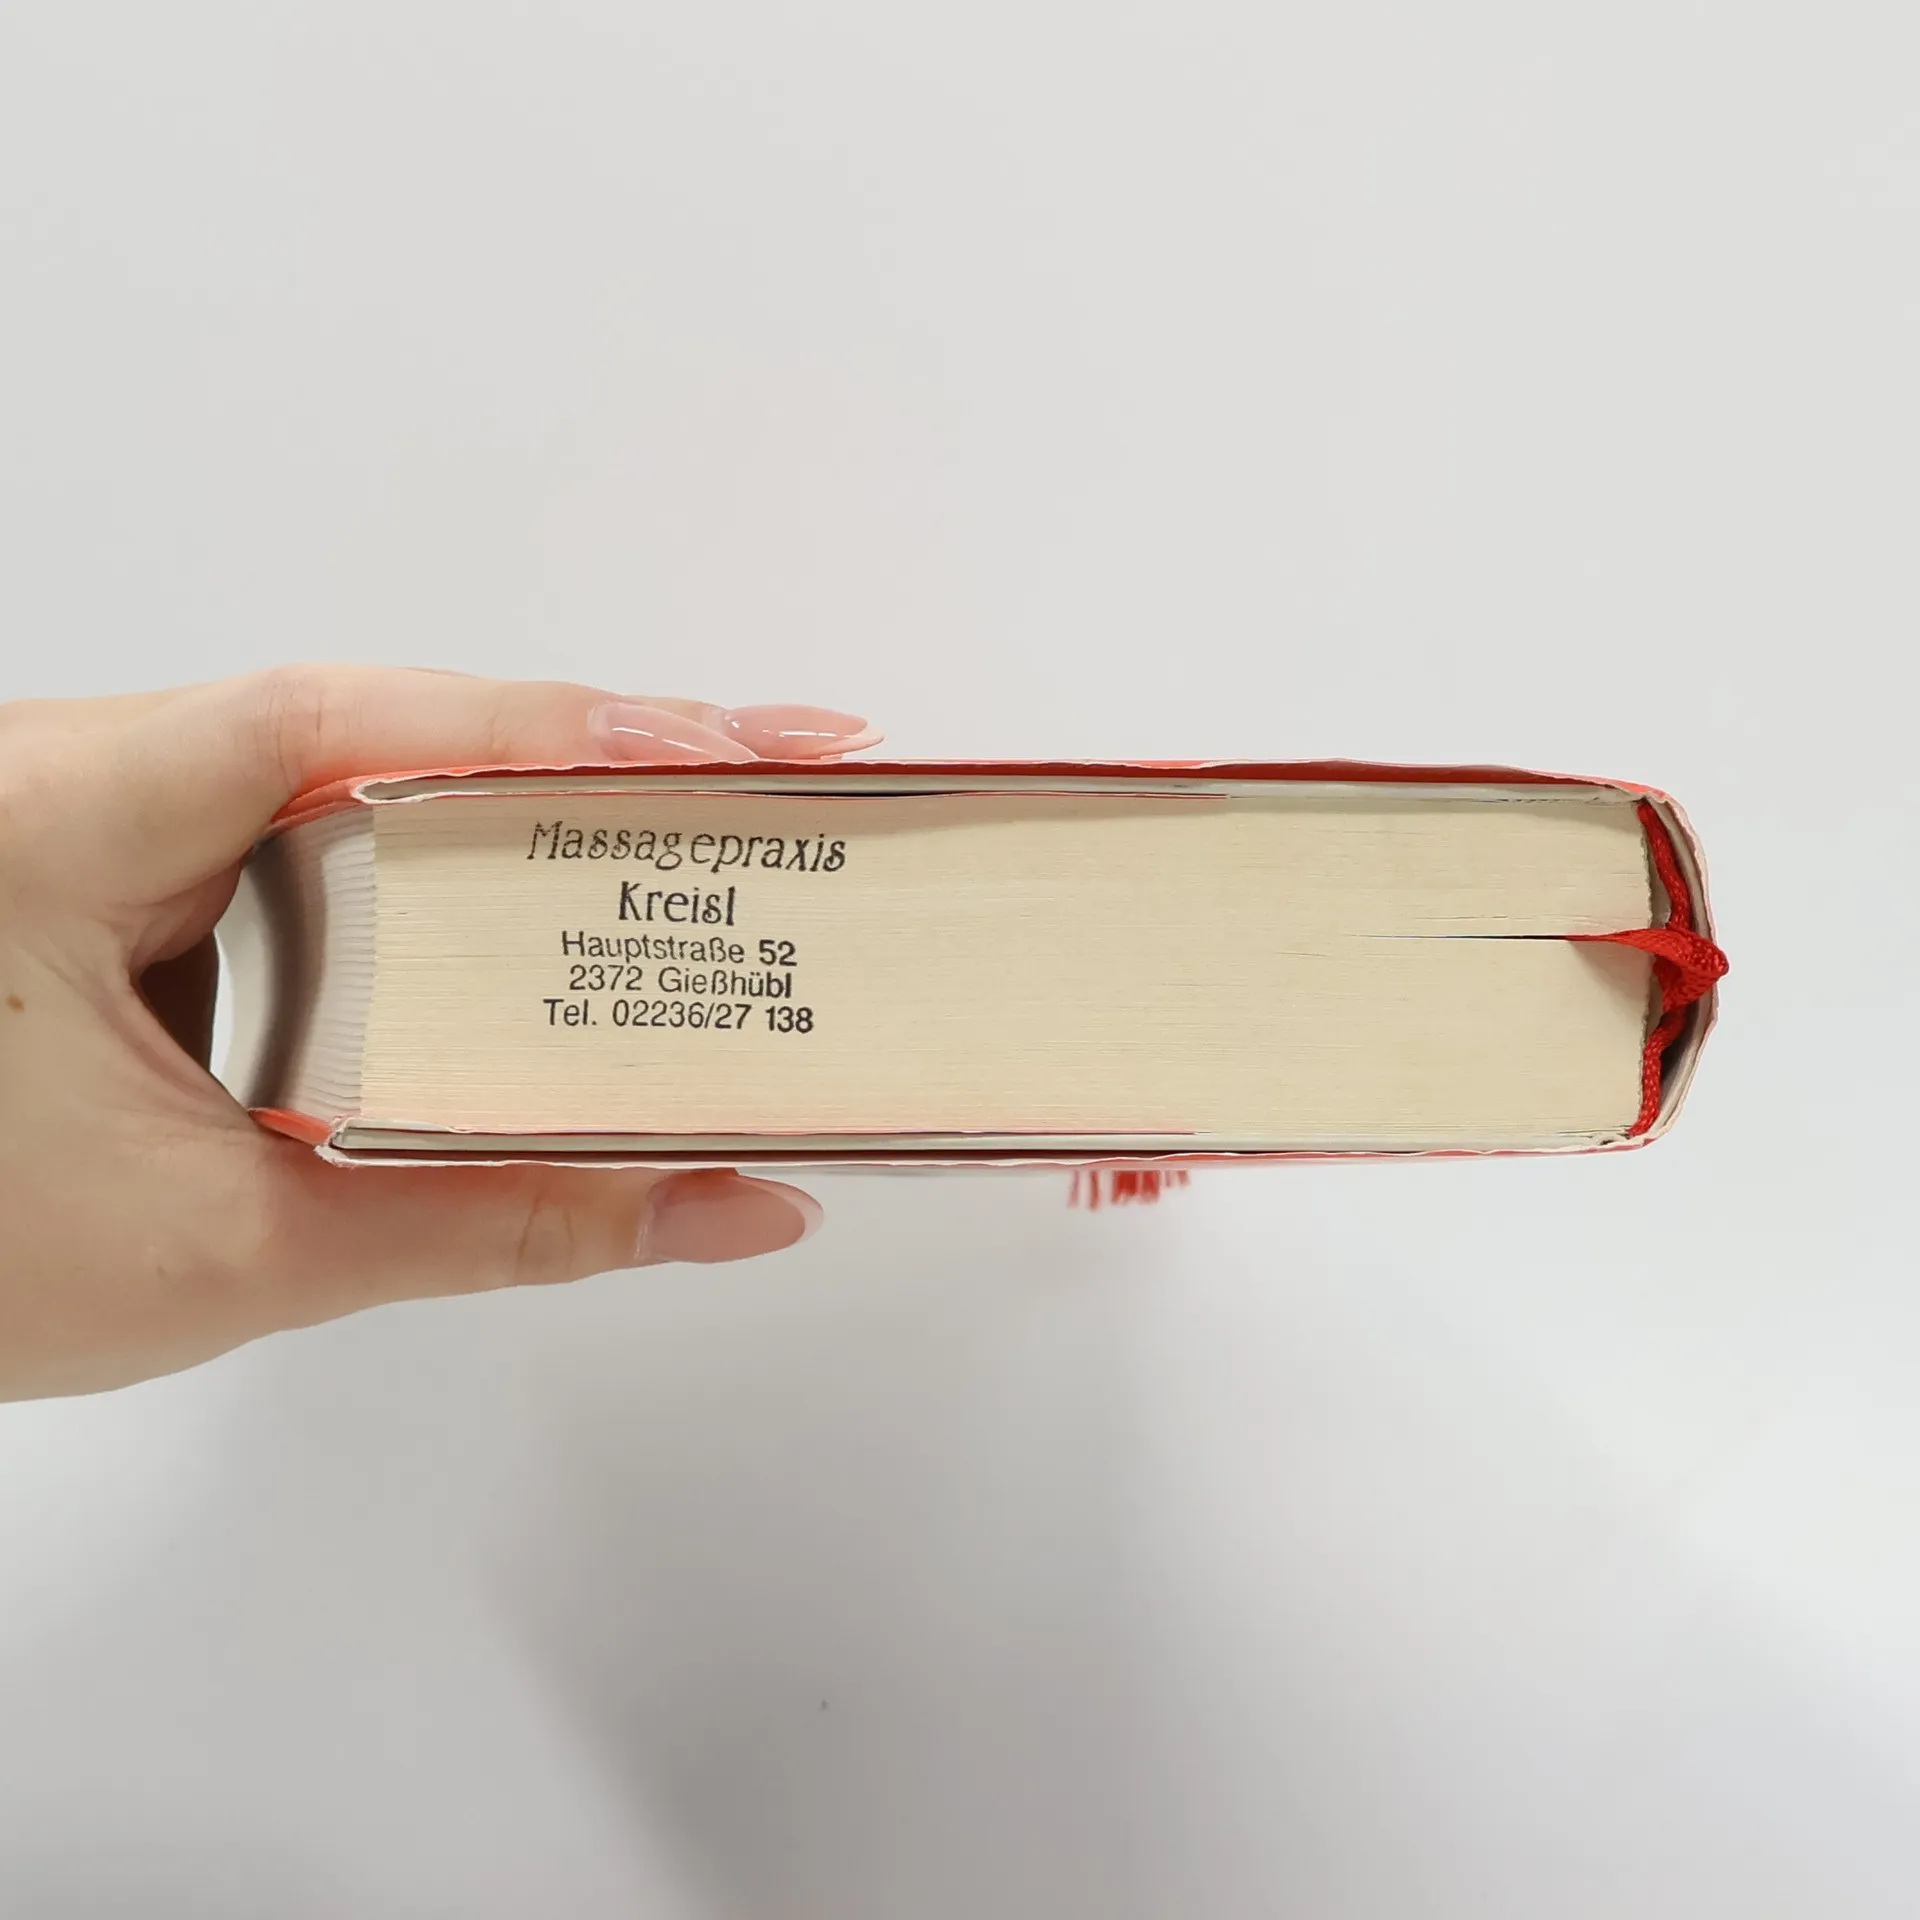 Massagepraxis
Kreisl
Hauptstraße 52
2372 Gießhübl
Tel. 02236/27 138